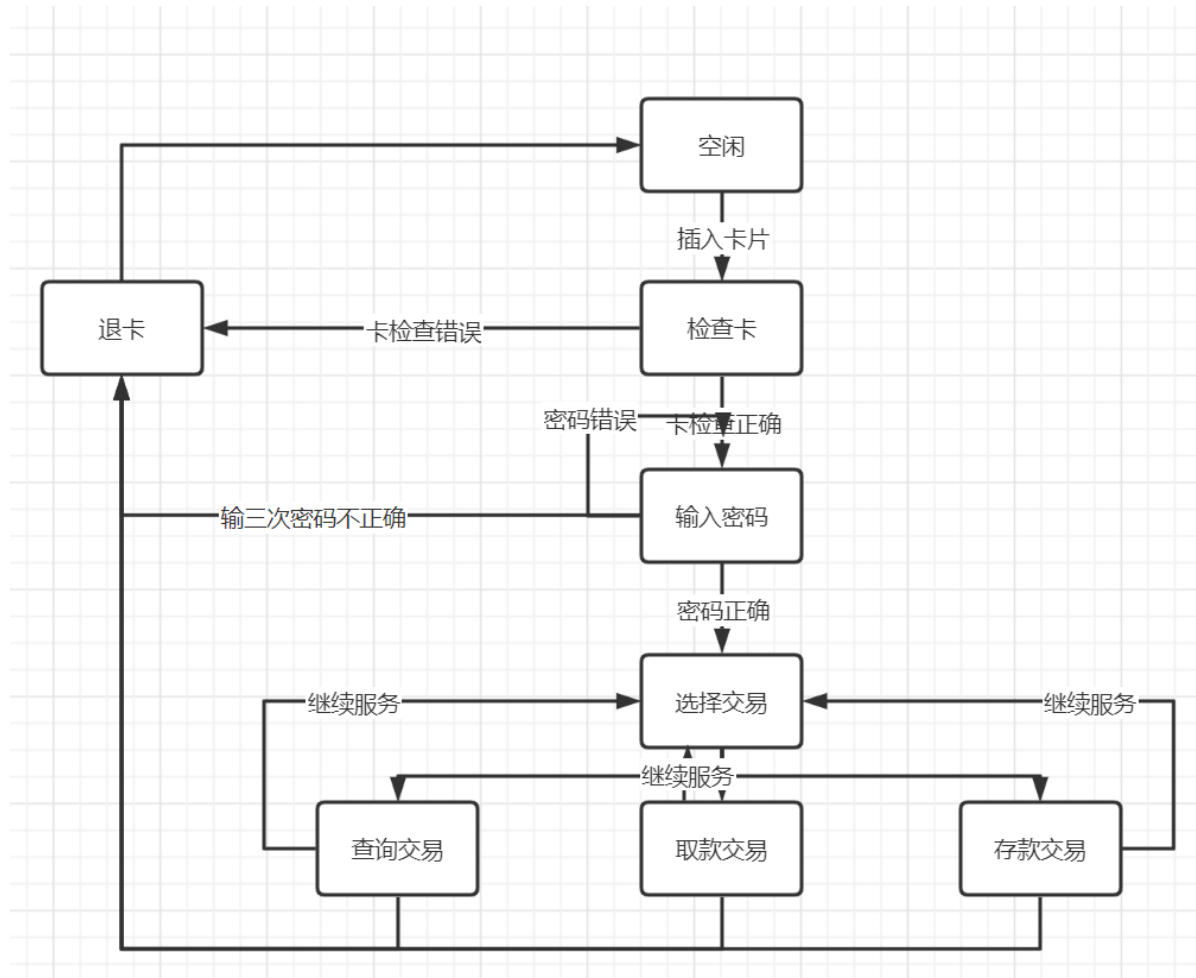 空闲
插入卡片
退卡
卡检查错误
检查卡
密码错误
卡检查正确
输三次密码不正确
输入密码
密码正确
继续服务
选择交易
继续服务
继续服务
查询交易
取款交易
存款交易